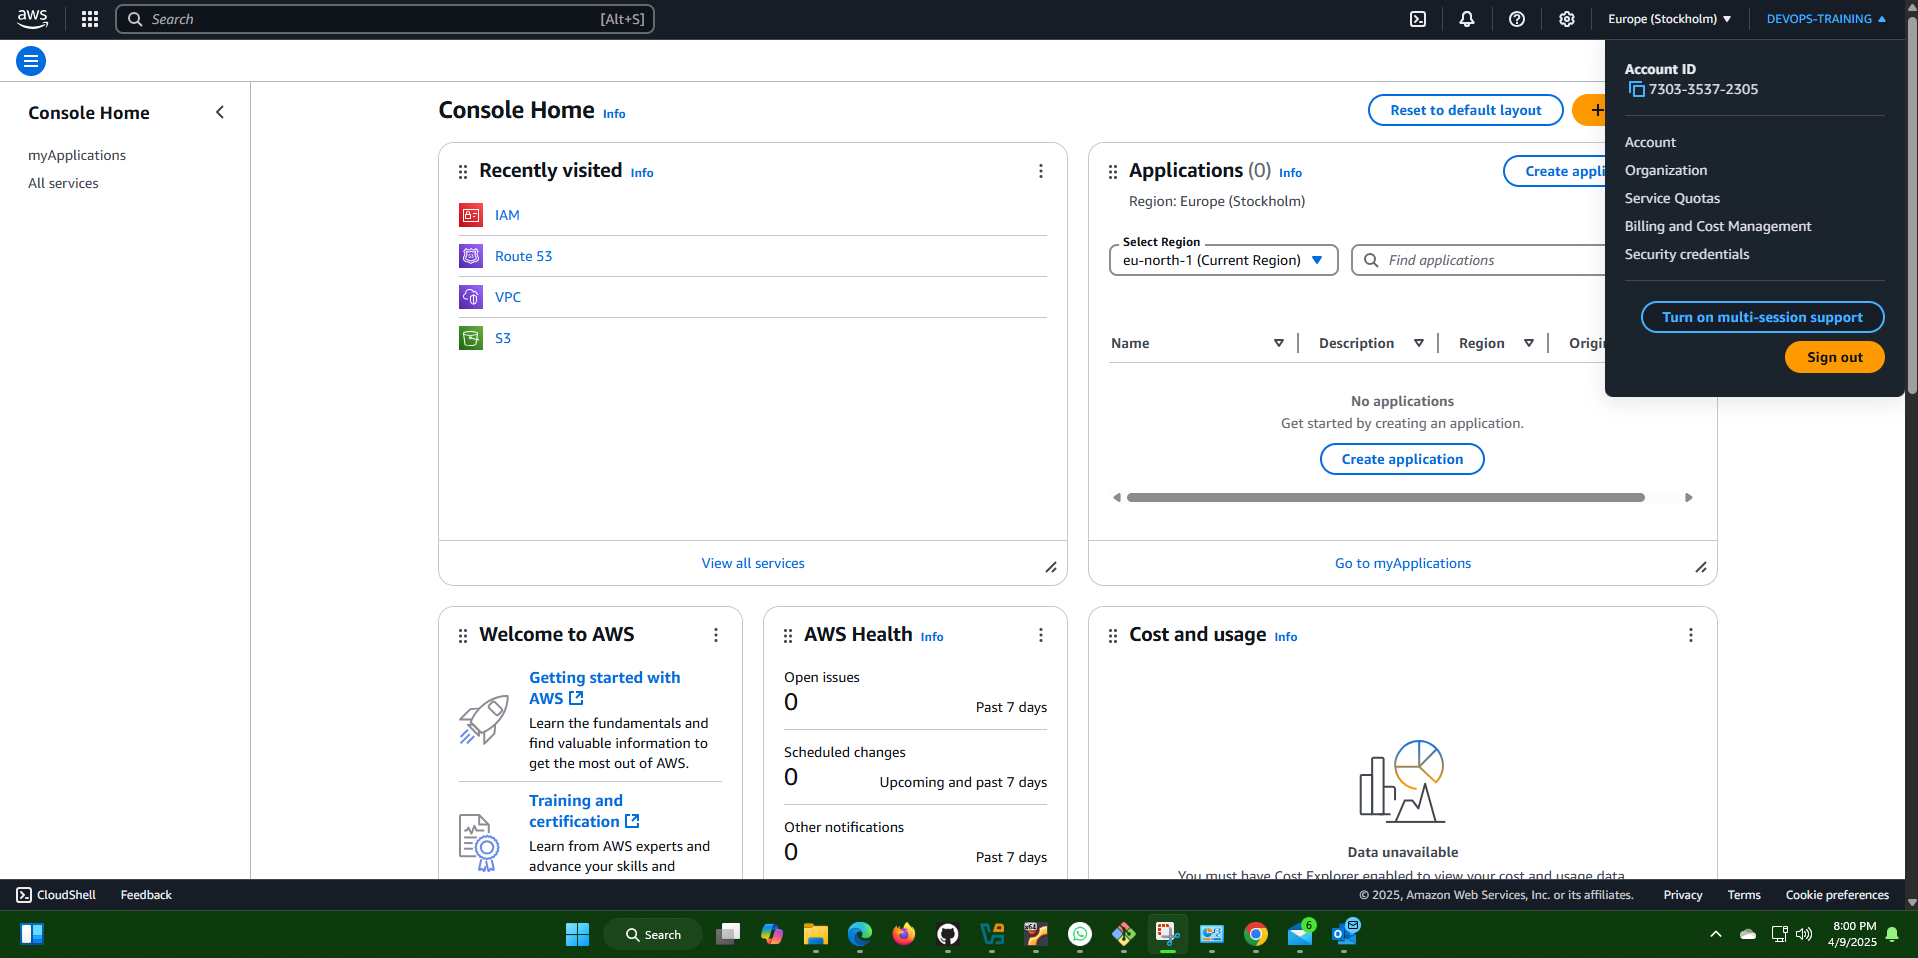 aws
Search
[Alt+S]
Europe (Stockholm)
DEVOPS-TRAINING
Account ID
7303-3537-2305
Account
Organization
Service Quotas
Billing and Cost Management
Security credentials
Turn on multi-session support
Sign out
Console Home
myApplications
All services
Console Home Info
Reset to default layout
Recently visited Info
IAM
Route 53
VPC
S3
View all services
Applications (0) Info
Create appli
Region: Europe (Stockholm)
Select Region
eu-north-1 (Current Region)
Find applications
Name
Description
Region
Origin
No applications
Get started by creating an application.
Create application
Go to myApplications
Welcome to AWS
Getting started with
AWS
Learn the fundamentals and
find valuable information to
get the most out of AWS.
Training and
certification
Learn from AWS experts and
advance your skills and
AWS Health Info
Open issues
0
Past 7 days
Scheduled changes
0
Upcoming and past 7 days
Other notifications
0
Past 7 days
Cost and usage Info
Data unavailable
You must have Cost Explorer enabled to view your cost and usage data
CloudShell
Feedback
© 2025, Amazon Web Services, Inc. or its affiliates.
Privacy
Terms
Cookie preferences
Search
6
8:00 PM
4/9/2025